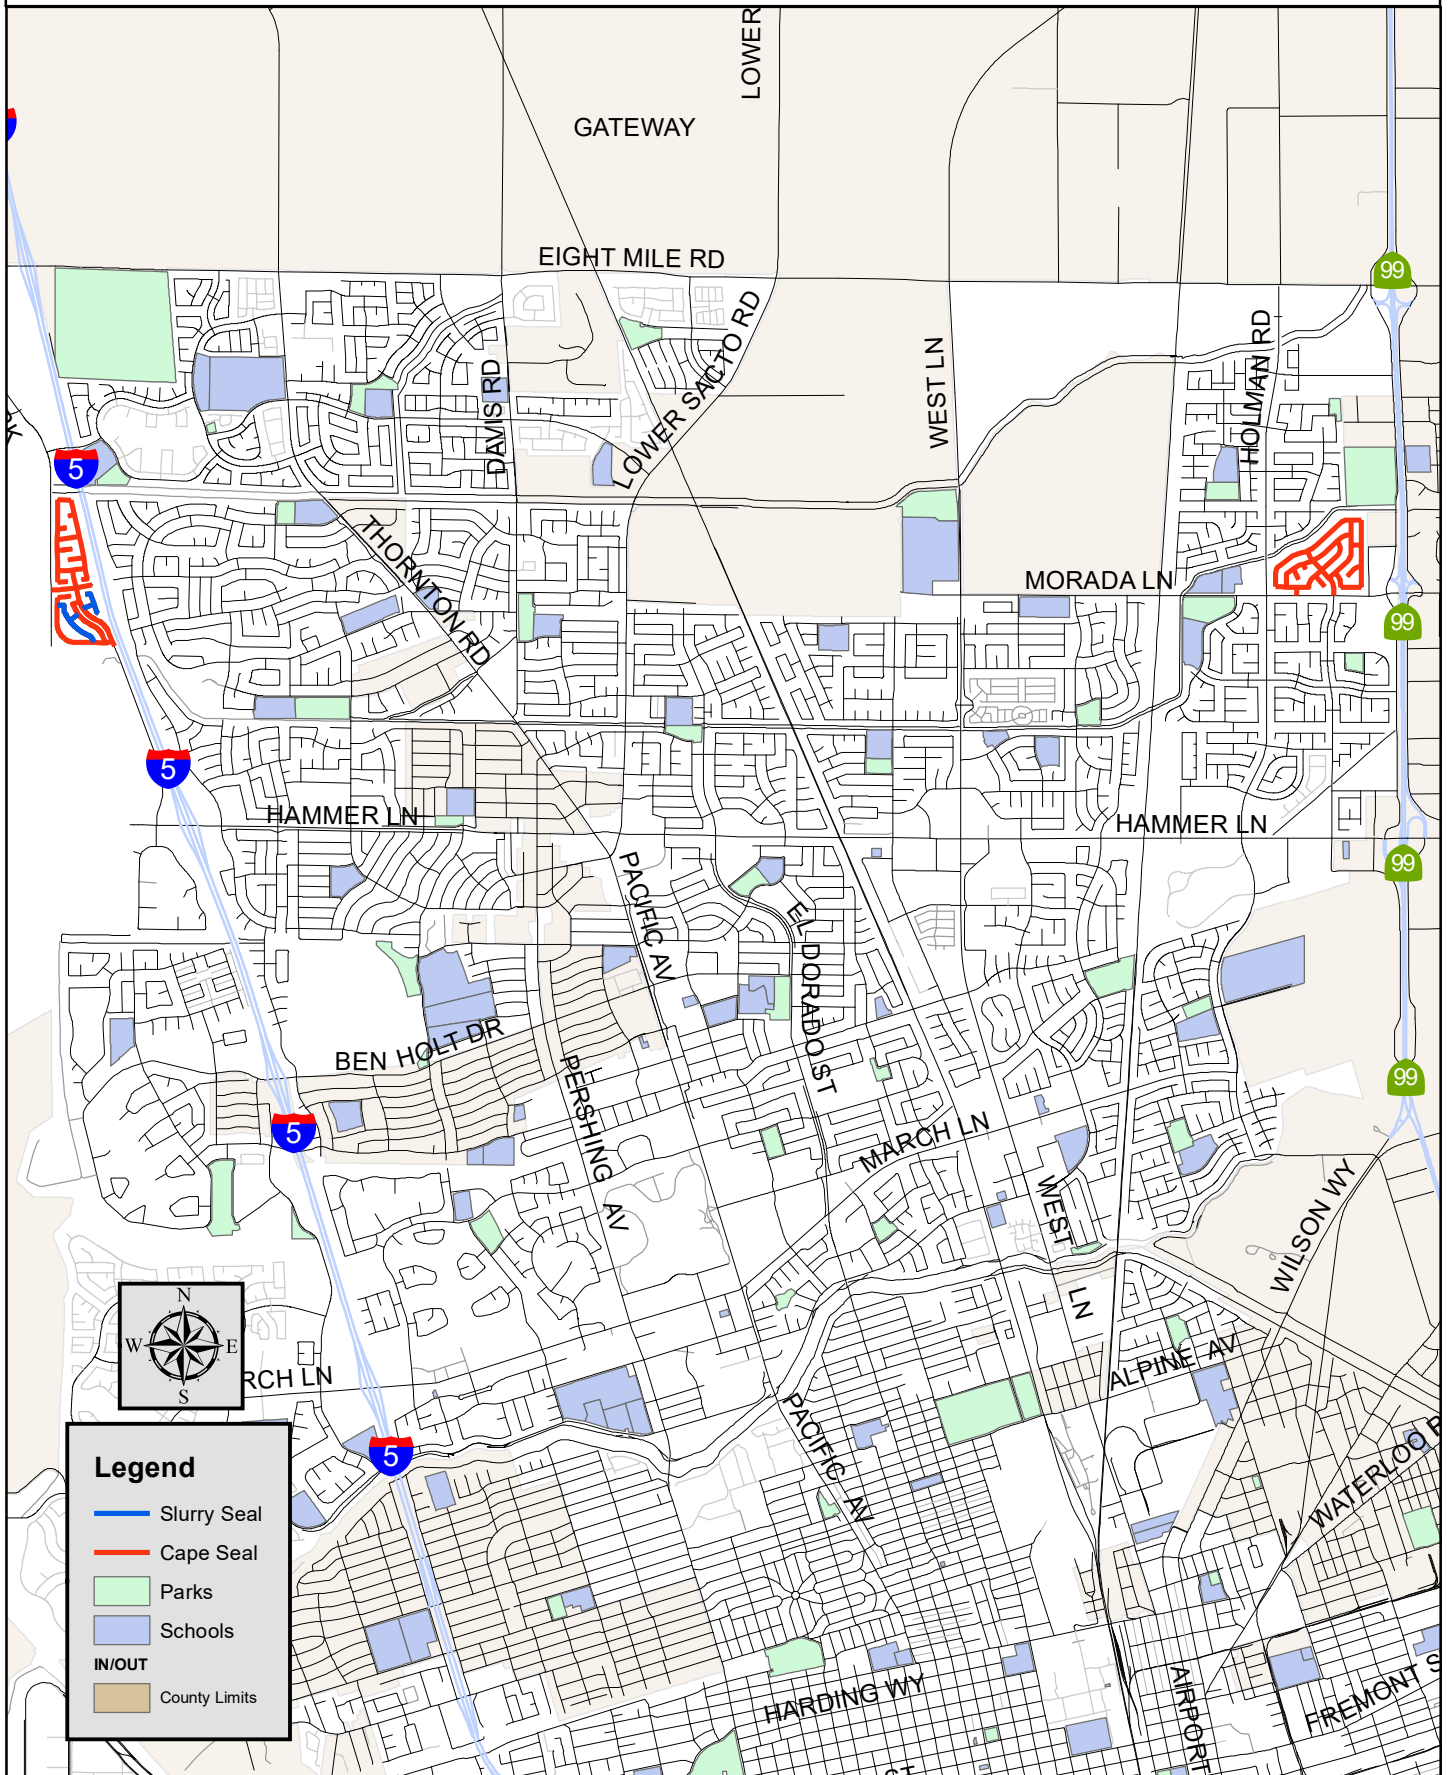 LOWER
GATEWAY
EIGHT MILE RD
99
LOWER SACTO RD
HOLMAN RD
WEST LN
DAVIS RD
5
THORNTON RD
MORADA LN
99
5
HAMMER LN
HAMMER LN
99
PACIFIC AV
EL DORADO ST
BEN HOLT DR
PERSHING AV
99
5
MARCH LN
WEST LN
WILSON WY
N
W E
S
RCH LN
ALPINE AV
PACIFIC AV
5
WATERLOO R
Legend
Slurry Seal
Cape Seal
Parks
Schools
IN/OUT
County Limits
HARDING WY
AIRPORT
FREMONT S